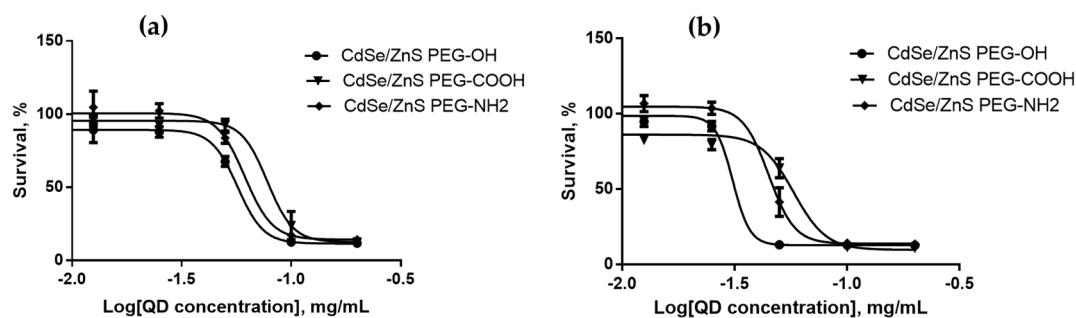 (a)
150
100
50
0
Survival, %
-2.0 -1.5 -1.0 -0.5
Log[QD concentration], mg/mL
CdSe/ZnS PEG-OH
CdSe/ZnS PEG-COOH
CdSe/ZnS PEG-NH2
(b)
150
100
50
0
Survival, %
-2.0 -1.5 -1.0 -0.5
Log[QD concentration], mg/mL
CdSe/ZnS PEG-OH
CdSe/ZnS PEG-COOH
CdSe/ZnS PEG-NH2